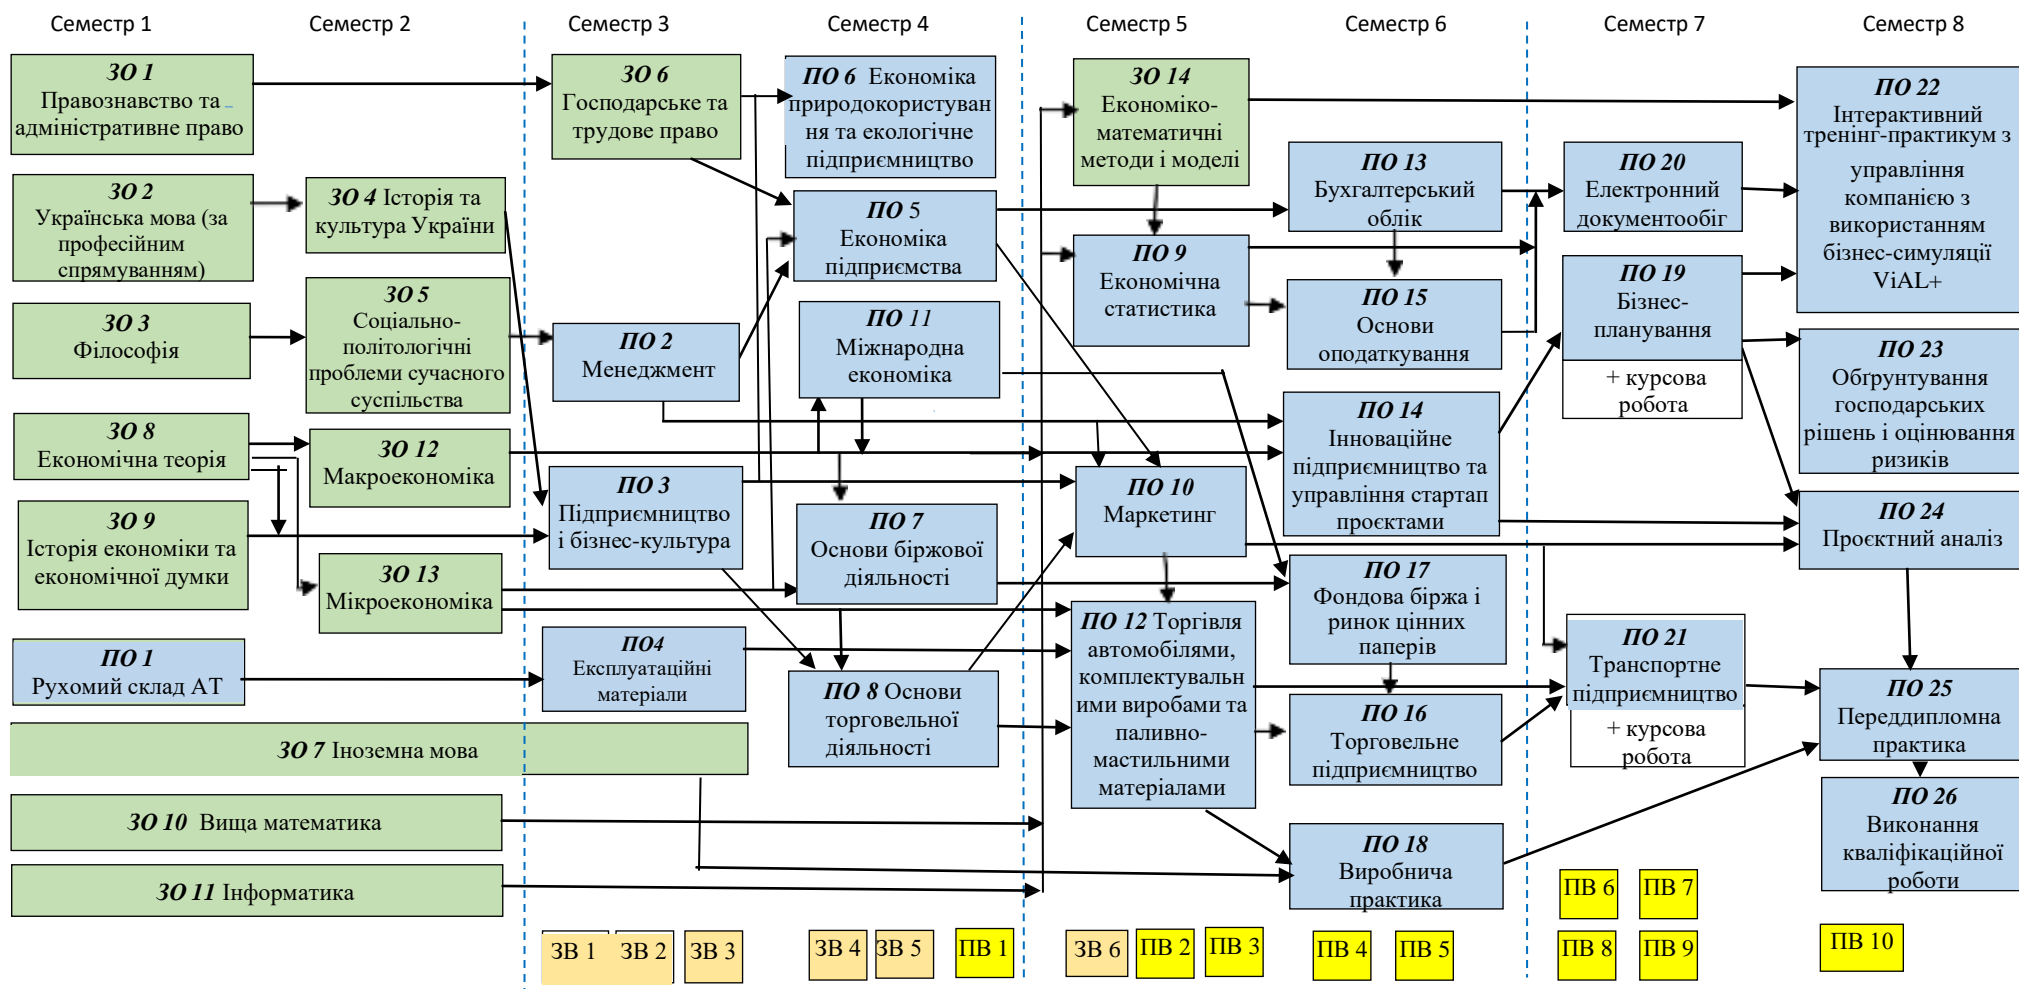 Семестр 1
Семестр 2
Семестр 3
Семестр 4
Семестр 5
Семестр 6
Семестр 7
Семестр 8
ЗО 1
Правознавство та
адміністративне право
ЗО 2
Українська мова (за
професійним
спрямуванням)
ЗО 3
Філософія
ЗО 8
Економічна теорія
ЗО 9
Історія економіки та
економічної думки
ПО 1
Рухомий склад АТ
ЗО 7 Іноземна мова
ЗО 10 Вища математика
ЗО 11 Інформатика
ЗО 4 Історія та
культура України
ЗО 5
Соціально-
політологічні
проблеми сучасного
суспільства
ЗО 12
Макроекономіка
ЗО 13
Мікроекономіка
ЗО 6
Господарське та
трудове право
ПО 2
Менеджмент
ПО 3
Підприємництво
і бізнес-культура
ПО4
Експлуатаційні
матеріали
ЗВ 1
ЗВ 2
ЗВ 3
ПО 6 Економіка
природокористуван
ня та екологічне
підприємництво
ПО 5
Економіка
підприємства
ПО 11
Міжнародна
економіка
ПО 7
Основи біржової
діяльності
ПО 8 Основи
торговельної
діяльності
ЗВ 4
ЗВ 5
ПВ 1
ЗО 14
Економіко-
математичні
методи і моделі
ПО 9
Економічна
статистика
ПО 10
Маркетинг
ПО 12 Торгівля
автомобілями,
комплектувальн
ими виробами та
паливно-
мастильними
матеріалами
ЗВ 6
ПВ 2
ПВ 3
ПО 13
Бухгалтерський
облік
ПО 15
Основи
оподаткування
ПО 14
Інноваційне
підприємництво та
управління стартап
проєктами
ПО 17
Фондова біржа і
ринок цінних
паперів
ПО 16
Торговельне
підприємництво
ПО 18
Виробнича
практика
ПВ 4
ПВ 5
ПО 20
Електронний
документообіг
ПО 19
Бізнес-
планування
+ курсова
робота
ПО 21
Транспортне
підприємництво
+ курсова
робота
ПВ 6
ПВ 7
ПВ 8
ПВ 9
ПО 22
Інтерактивний
тренінг-практикум з
управління
компанією з
використанням
бізнес-симуляції
ViAL+
ПО 23
Обґрунтування
господарських
рішень і оцінювання
ризиків
ПО 24
Проєктний аналіз
ПО 25
Переддипломна
практика
ПО 26
Виконання
кваліфікаційної
роботи
ПВ 10